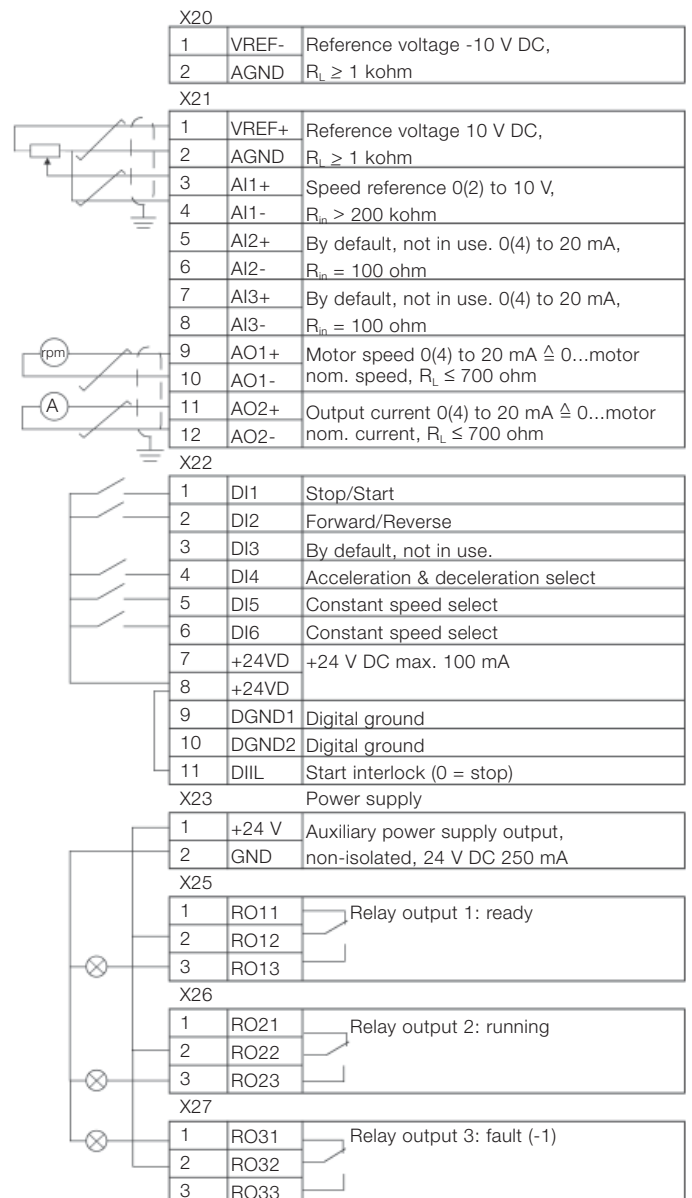 X20
1 VREF- Reference voltage -10 V DC,
2 AGND R_L ≥ 1 kohm
X21
1 VREF+ Reference voltage 10 V DC,
2 AGND R_L ≥ 1 kohm
3 AI1+ Speed reference 0(2) to 10 V,
4 AI1- R_in > 200 kohm
5 AI2+ By default, not in use. 0(4) to 20 mA,
6 AI2- R_in = 100 ohm
7 AI3+ By default, not in use. 0(4) to 20 mA,
8 AI3- R_in = 100 ohm
rpm 9 AO1+ Motor speed 0(4) to 20 mA ≙ 0...motor
10 AO1- nom. speed, R_L ≤ 700 ohm
A 11 AO2+ Output current 0(4) to 20 mA ≙ 0...motor
12 AO2- nom. current, R_L ≤ 700 ohm
X22
1 DI1 Stop/Start
2 DI2 Forward/Reverse
3 DI3 By default, not in use.
4 DI4 Acceleration & deceleration select
5 DI5 Constant speed select
6 DI6 Constant speed select
7 +24VD +24 V DC max. 100 mA
8 +24VD
9 DGND1 Digital ground
10 DGND2 Digital ground
11 DIIL Start interlock (0 = stop)
X23 Power supply
1 +24 V Auxiliary power supply output,
2 GND non-isolated, 24 V DC 250 mA
X25
1 RO11 Relay output 1: ready
2 RO12
3 RO13
X26
1 RO21 Relay output 2: running
2 RO22
3 RO23
X27
1 RO31 Relay output 3: fault (-1)
2 RO32
3 RO33